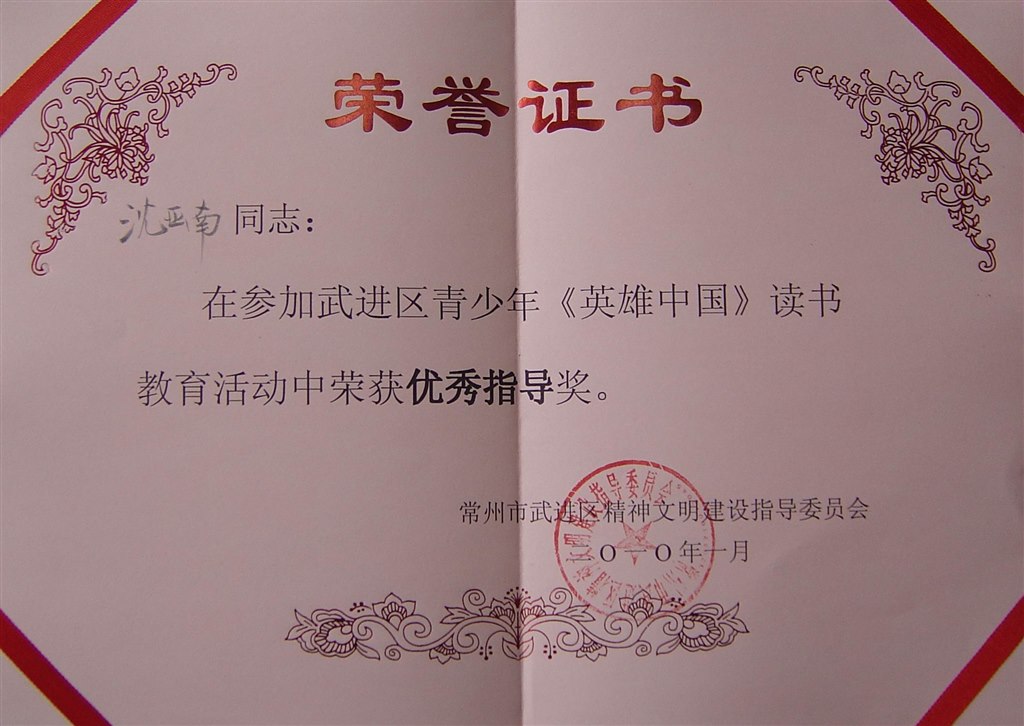 荣誉证书
沈亚南同志：
在参加武进区青少年《英雄中国》读书
教育活动中荣获优秀指导奖。
常州市武进区精神文明建设指导委员会
二〇一〇年一月